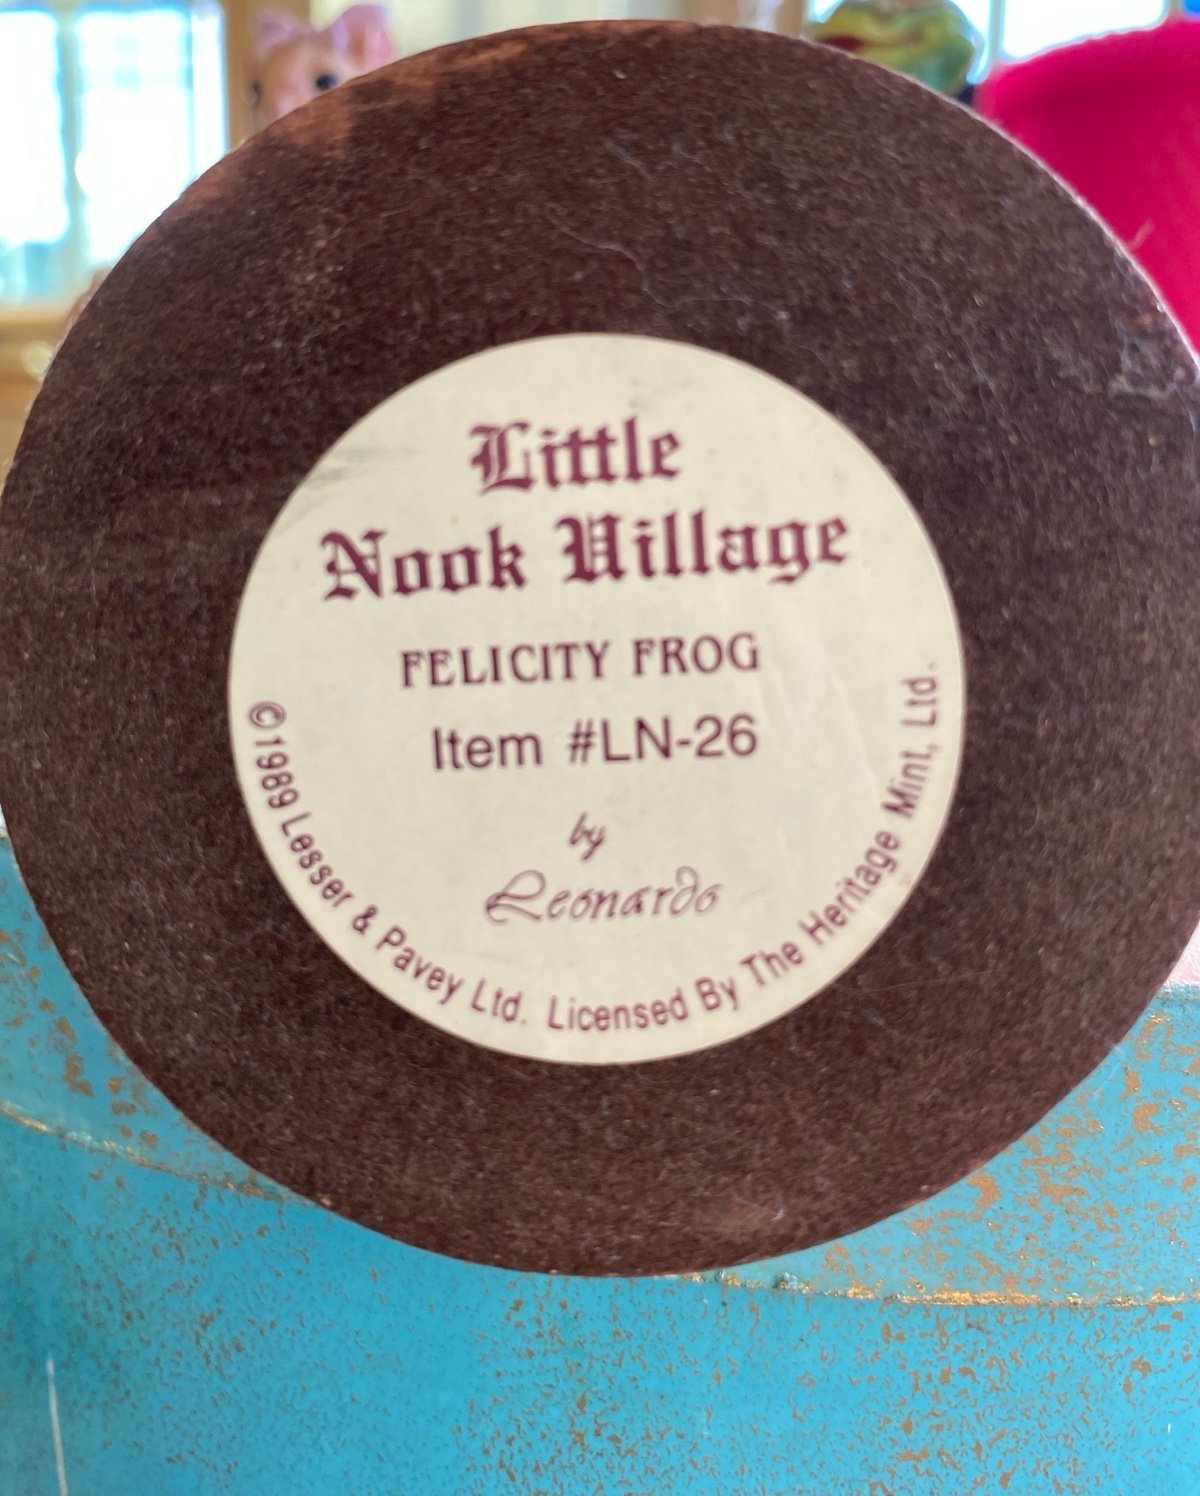 Little
Nook Village
FELICITY FROG
Item #LN-26
by
Leonardo
©1989 Lesser & Pavey Ltd. Licensed By The Heritage Mint, Ltd.